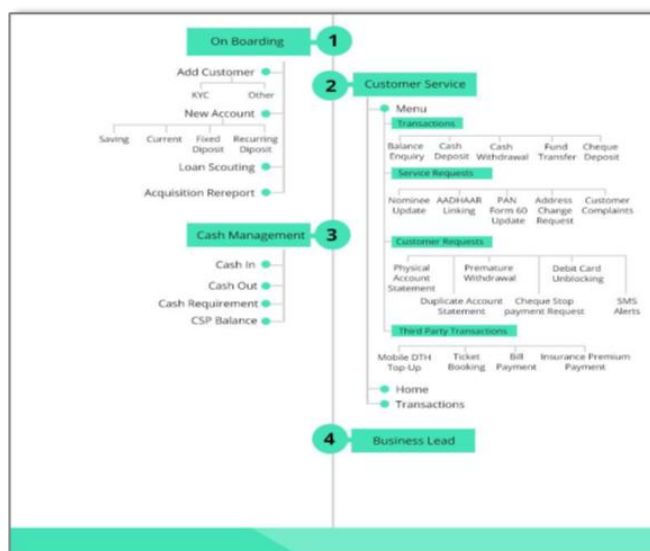 On Boarding
1
Add Customer
KYC Other
New Account
Saving Current Fixed Diposit Recurring Diposit
Loan Scouting
Acquisition Rereport
2
Customer Service
Menu
Transactions
Balance Enquiry Cash Deposit Cash Withdrawal Fund Transfer Cheque Deposit
Service Requests
Nominee Update AADHAAR Linking PAN Form 60 Update Address Change Request Customer Complaints
Customer Requests
Physical Account Statement Premature Withdrawal Debit Card Unblocking
Duplicate Account Statement Cheque Stop payment Request SMS Alerts
Third Party Transactions
Mobile DTH Top-Up Ticket Booking Bill Payment Insurance Premium Payment
Home
Transactions
Cash Management
3
Cash In
Cash Out
Cash Requirement
CSP Balance
4
Business Lead